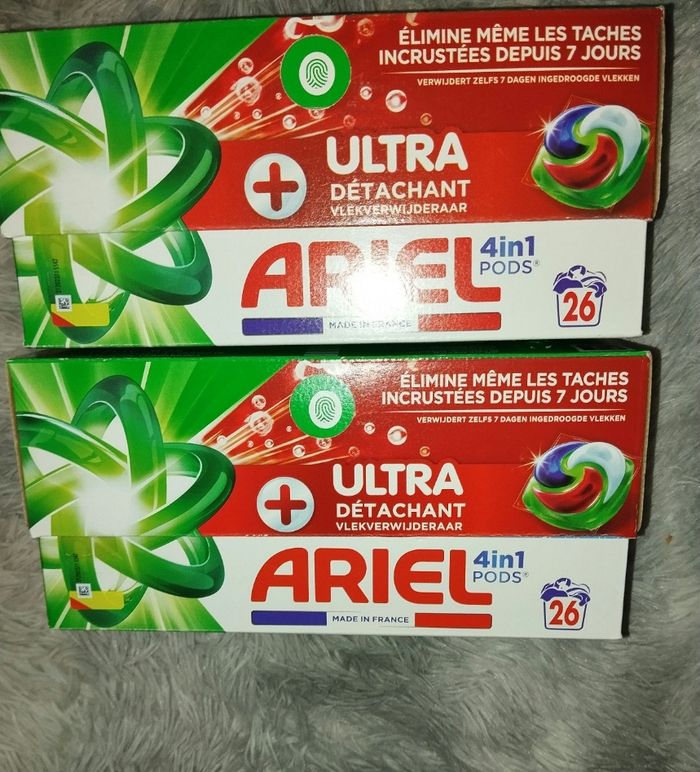 ÉLIMINE MÊME LES TACHES
INCRUSTÉES DEPUIS 7 JOURS
VERWIJDERT ZELFS 7 DAGEN INGEDROOGDE VLEKKEN
ULTRA
DÉTACHANT
VLEKVERWIJDERAAR
ARIEL
4in1
PODS®
MADE IN FRANCE
26
ÉLIMINE MÊME LES TACHES
INCRUSTÉES DEPUIS 7 JOURS
VERWIJDERT ZELFS 7 DAGEN INGEDROOGDE VLEKKEN
ULTRA
DÉTACHANT
VLEKVERWIJDERAAR
ARIEL
4in1
PODS®
MADE IN FRANCE
26